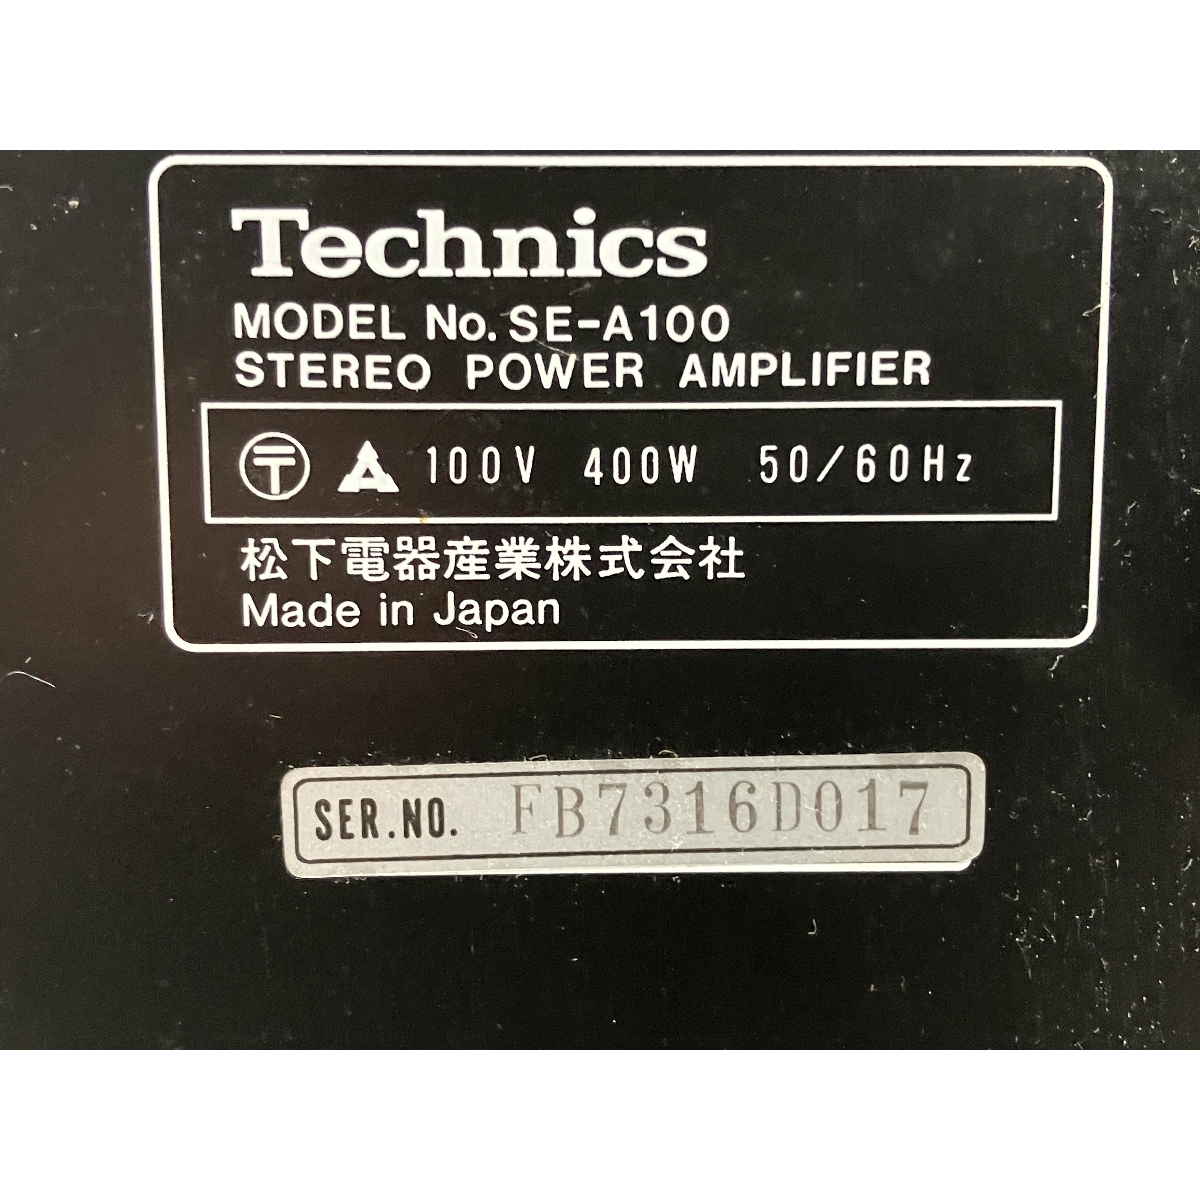 Technics
MODEL No. SE-A100
STEREO POWER AMPLIFIER
100V 400W 50/60Hz
松下電器産業株式会社
Made in Japan
SER.NO. FB7316D017